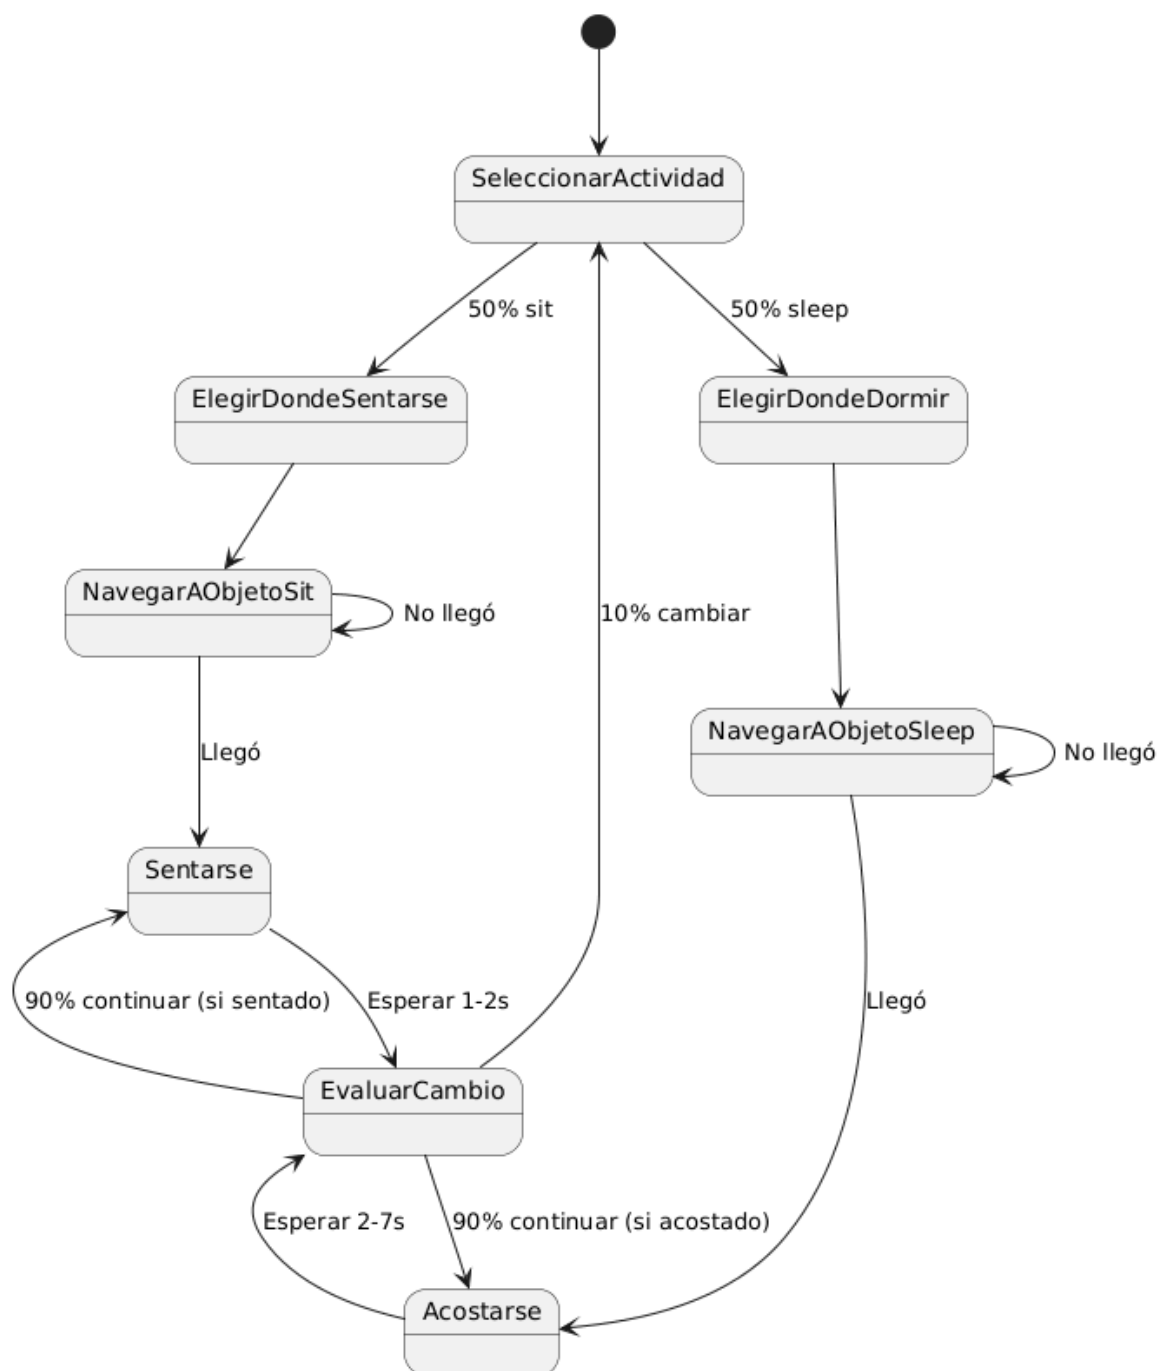 SeleccionarActividad
50% sit
50% sleep
ElegirDondeSentarse
ElegirDondeDormir
NavegarAObjetoSit
No llegó
10% cambiar
NavegarAObjetoSleep
No llegó
Llegó
Sentarse
90% continuar (si sentado)
Esperar 1-2s
Llegó
EvaluarCambio
Esperar 2-7s
90% continuar (si acostado)
Acostarse